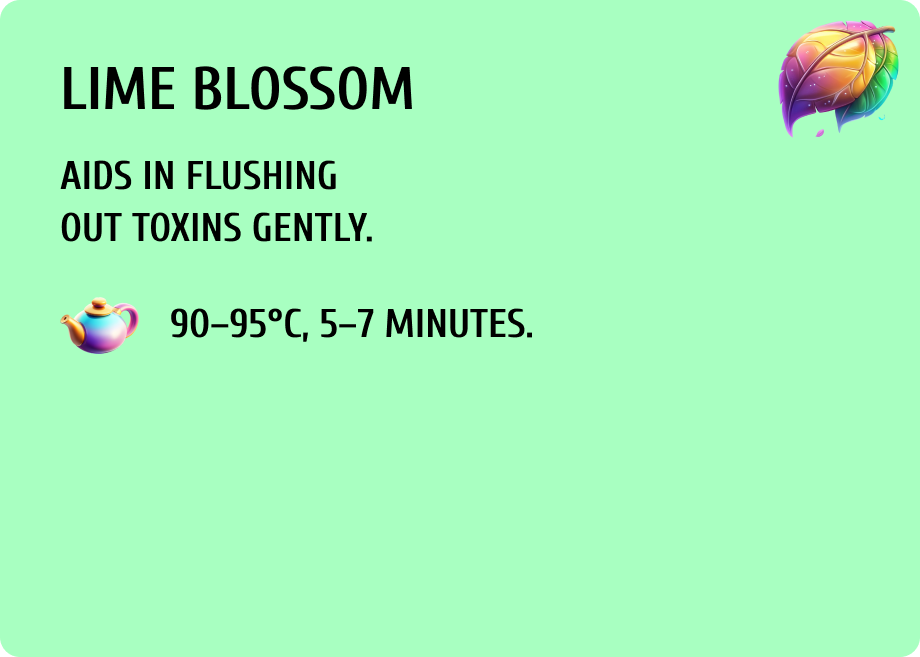 LIME BLOSSOM
AIDS IN FLUSHING
OUT TOXINS GENTLY.
90–95°C, 5–7 MINUTES.